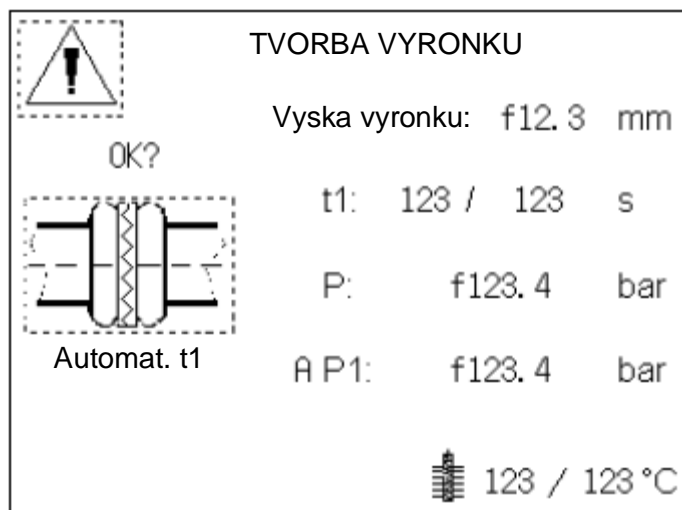 TVORBA VYRONKU
Vyska vyronku: f12.3 mm
OK?
t1: 123 / 123 s
P: f123.4 bar
Automat. t1
A P1: f123.4 bar
123 / 123 °C